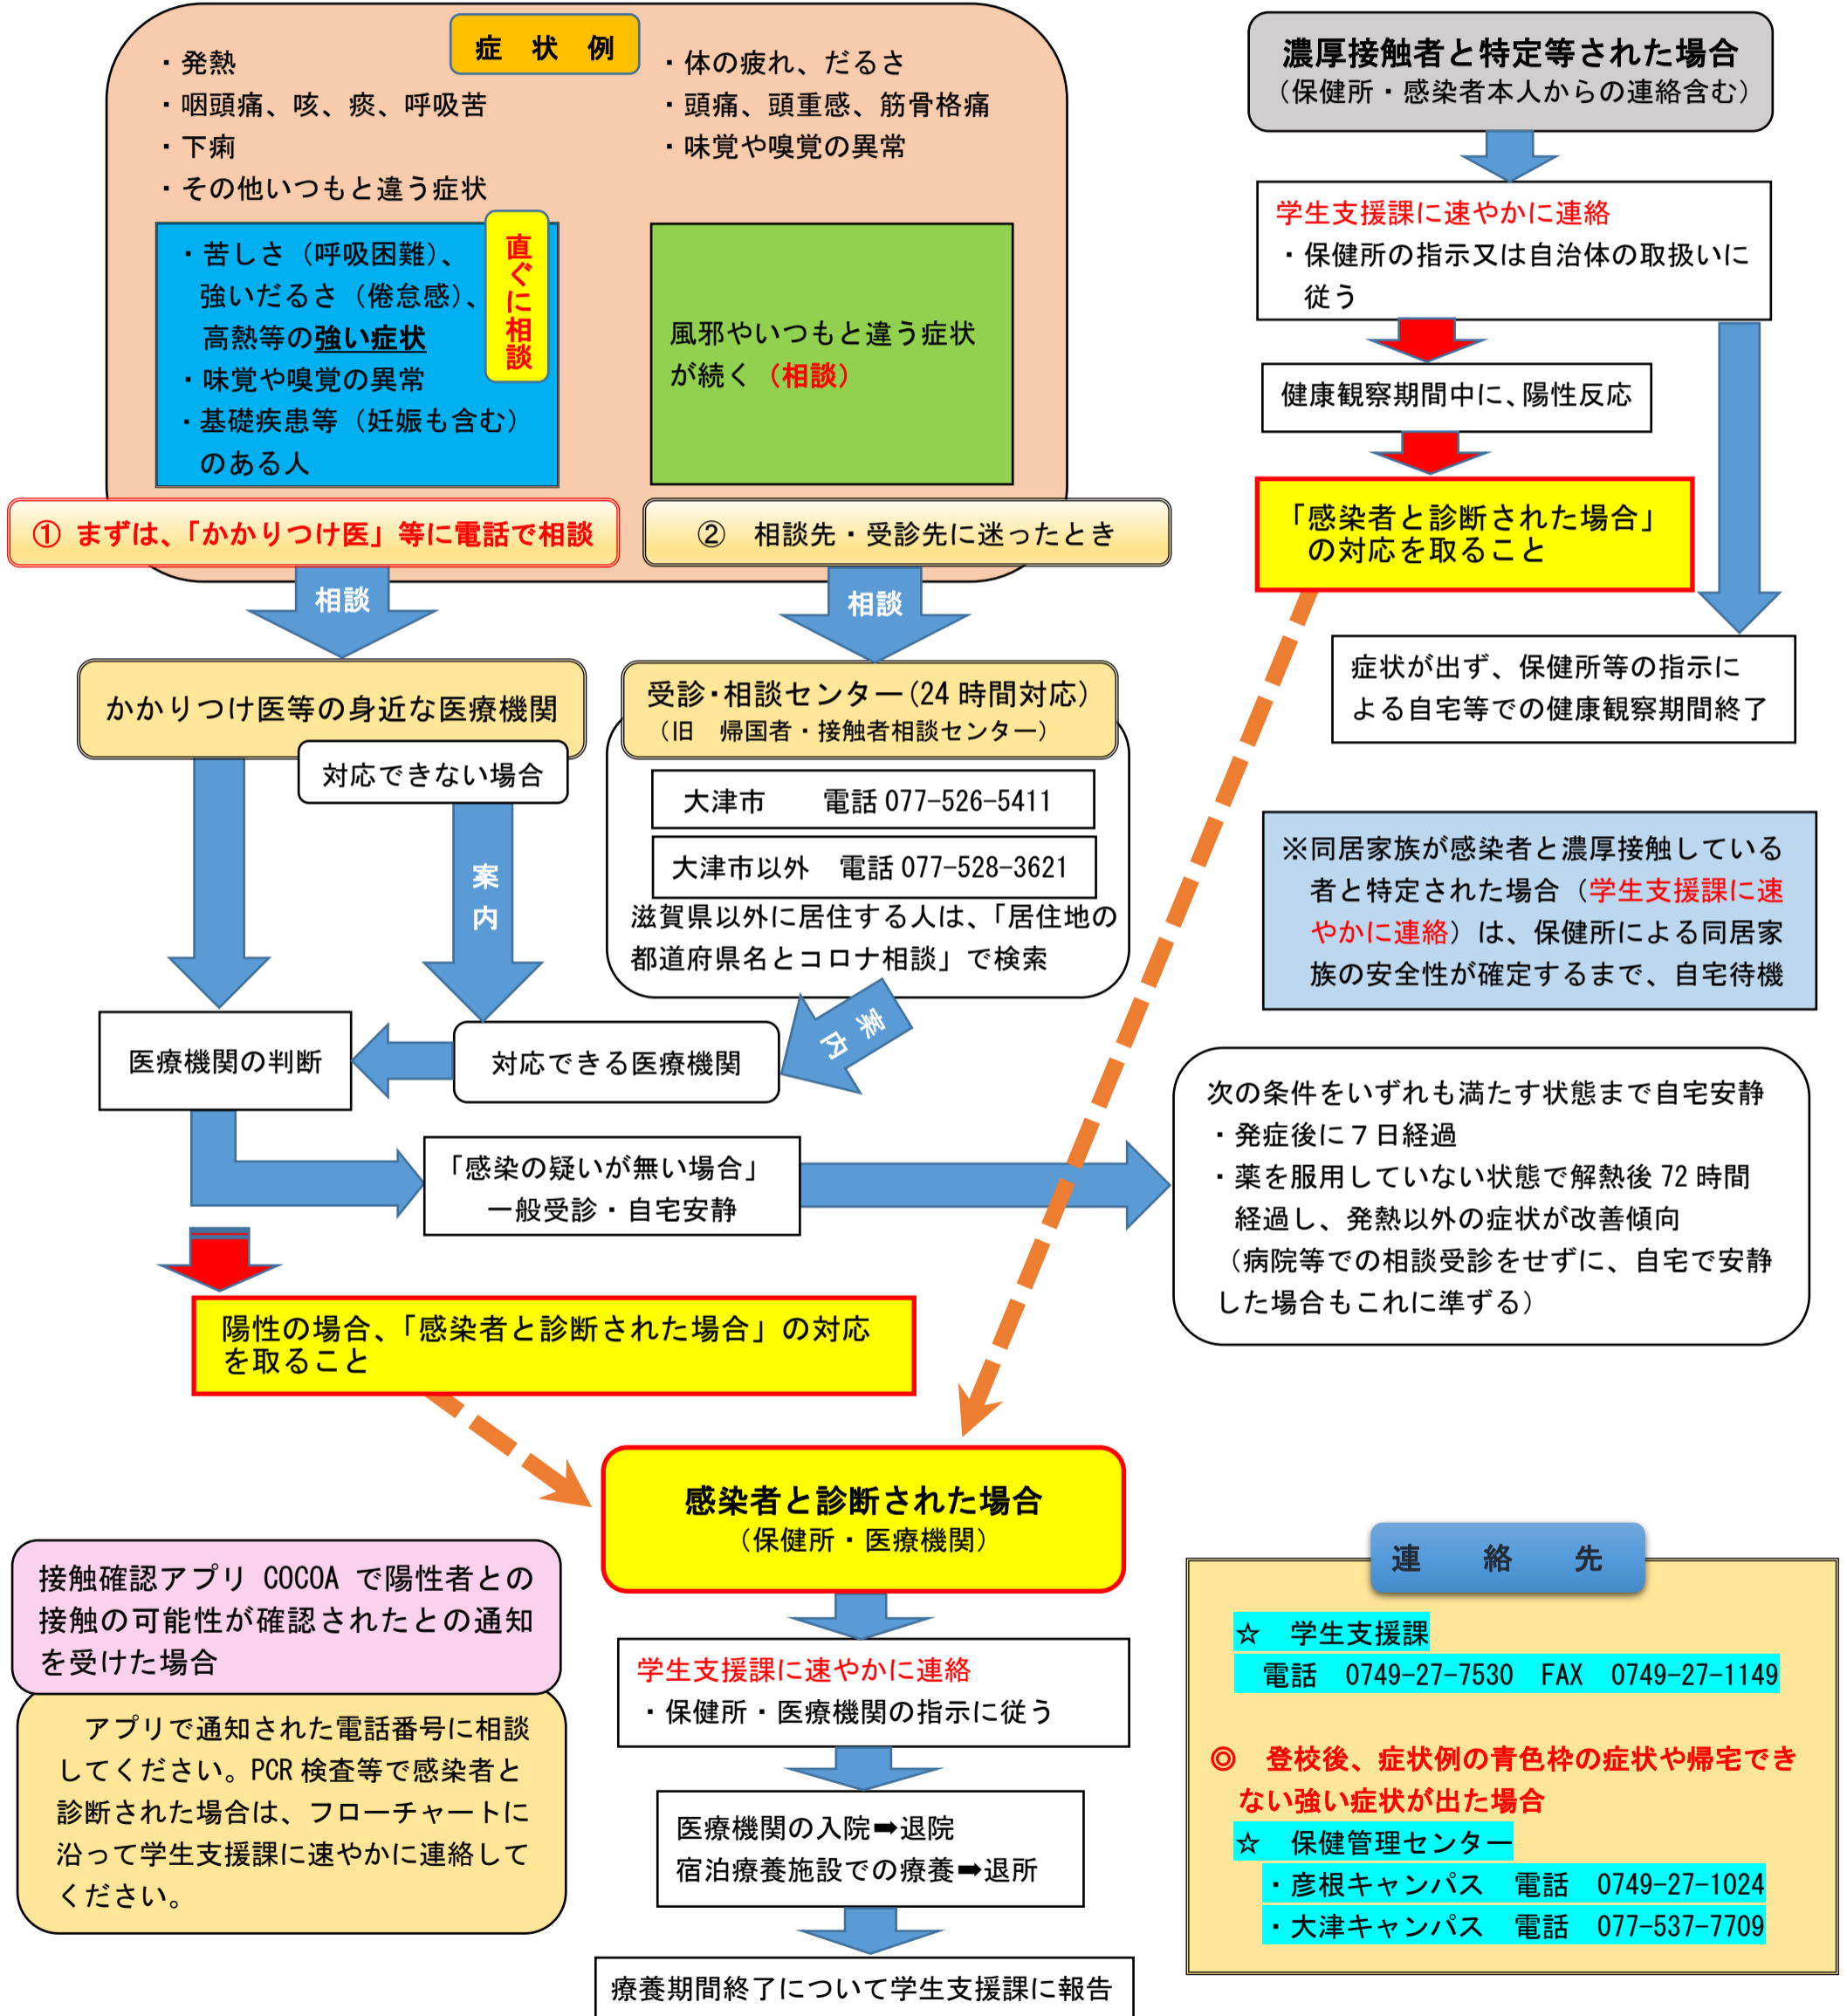 症 状 例
・発熱
・咽頭痛、咳、痰、呼吸苦
・下痢
・その他いつもと違う症状
・体の疲れ、だるさ
・頭痛、頭重感、筋骨格痛
・味覚や嗅覚の異常
直ぐに相談
・苦しさ（呼吸困難）、
強いだるさ（倦怠感）、
高熱等の強い症状
・味覚や嗅覚の異常
・基礎疾患等（妊娠も含む）
のある人
風邪やいつもと違う症状
が続く（相談）
① まずは、「かかりつけ医」等に電話で相談
② 相談先・受診先に迷ったとき
相談
相談
かかりつけ医等の身近な医療機関
対応できない場合
案内
受診・相談センター（24 時間対応）
（旧 帰国者・接触者相談センター）
大津市 電話 077-526-5411
大津市以外 電話 077-528-3621
滋賀県以外に居住する人は、「居住地の
都道府県名とコロナ相談」で検索
案内
医療機関の判断
対応できる医療機関
「感染の疑いが無い場合」
一般受診・自宅安静
陽性の場合、「感染者と診断された場合」の対応
を取ること
濃厚接触者と特定等された場合
（保健所・感染者本人からの連絡含む）
学生支援課に速やかに連絡
・保健所の指示又は自治体の取扱いに
従う
健康観察期間中に、陽性反応
「感染者と診断された場合」
の対応を取ること
症状が出ず、保健所等の指示に
よる自宅等での健康観察期間終了
※同居家族が感染者と濃厚接触している
者と特定された場合（学生支援課に速
やかに連絡）は、保健所による同居家
族の安全性が確定するまで、自宅待機
次の条件をいずれも満たす状態まで自宅安静
・発症後に７日経過
・薬を服用していない状態で解熱後 72 時間
経過し、発熱以外の症状が改善傾向
（病院等での相談受診をせずに、自宅で安静
した場合もこれに準ずる）
感染者と診断された場合
（保健所・医療機関）
学生支援課に速やかに連絡
・保健所・医療機関の指示に従う
医療機関の入院➡退院
宿泊療養施設での療養➡退所
療養期間終了について学生支援課に報告
接触確認アプリ COCOA で陽性者との
接触の可能性が確認されたとの通知
を受けた場合
アプリで通知された電話番号に相談
してください。PCR 検査等で感染者と
診断された場合は、フローチャートに
沿って学生支援課に速やかに連絡して
ください。
連 絡 先
☆ 学生支援課
電話 0749-27-7530 FAX 0749-27-1149
◎ 登校後、症状例の青色枠の症状や帰宅でき
ない強い症状が出た場合
☆ 保健管理センター
・彦根キャンパス 電話 0749-27-1024
・大津キャンパス 電話 077-537-7709